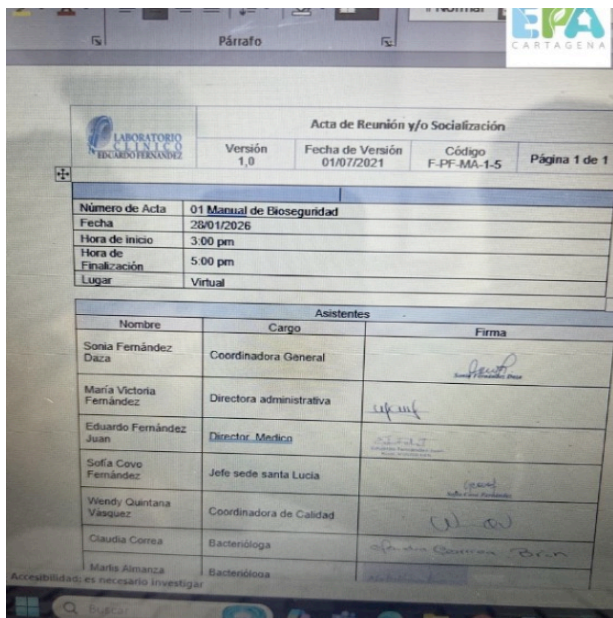 Párrafo
Normal
EPA
CARTAGENA
LABORATORIO
CLINICO
EDUARDO FERNANDEZ
Acta de Reunión y/o Socialización
Versión
1,0
Fecha de Versión
01/07/2021
Código
F-PF-MA-1-5
Página 1 de 1
Número de Acta 01 Manual de Bioseguridad
Fecha 28/01/2026
Hora de inicio 3:00 pm
Hora de
Finalización 5:00 pm
Lugar Virtual
Asistentes
Nombre Cargo Firma
Sonia Fernández
Daza Coordinadora General
María Victoria
Fernández Directora administrativa
Eduardo Fernández
Juan Director Medico
Sofía Covo
Fernández Jefe sede santa Lucia
Wendy Quintana
Vásquez Coordinadora de Calidad
Claudia Correa Bacterióloga
Marlis Almanza Bacterióloga
Accesibilidad: es necesario investigar
Buscar